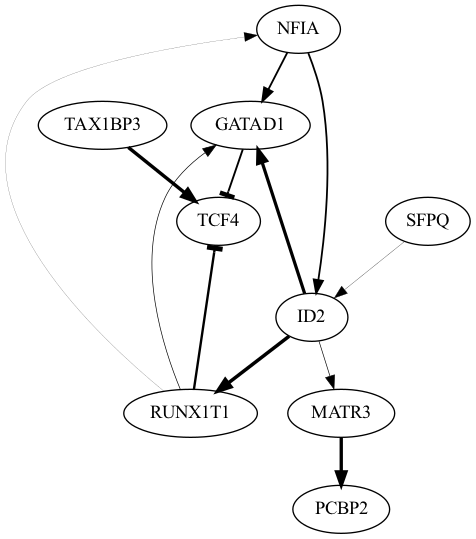 NFIA
TAX1BP3
GATAD1
TCF4
SFPQ
ID2
RUNX1T1
MATR3
PCBP2